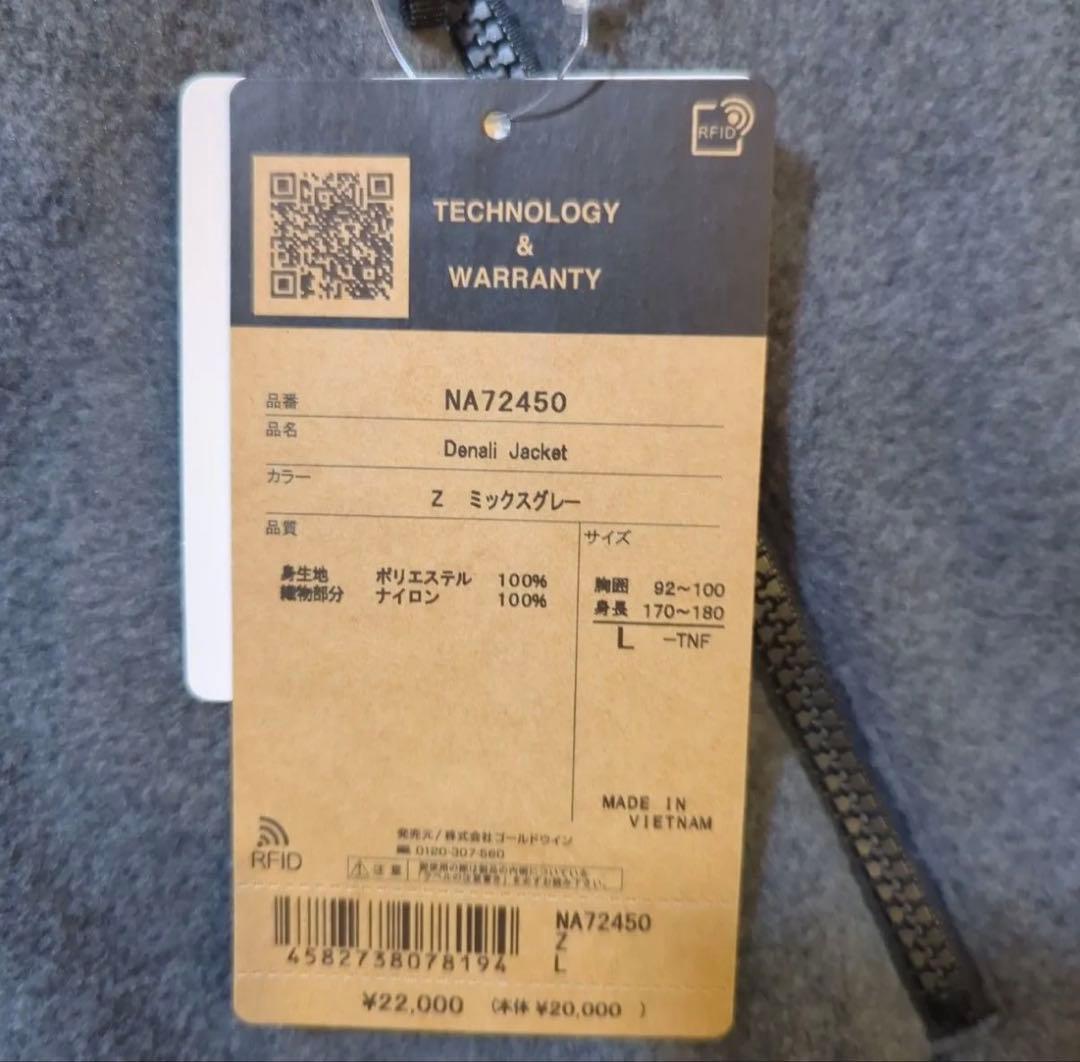 RFID
TECHNOLOGY
&
WARRANTY
品番 NA72450
品名
Denali Jacket
カラー
Z ミックスグレー
品質
身生地 ポリエステル 100%
織物部分 ナイロン 100%
サイズ
胸囲 92~100
身長 170~180
L -TNF
MADE IN
VIETNAM
RFID
発売元/株式会社ゴールドウイン
0120-307-560
注意
NA72450
Z
L
4582738078194
¥22,000 (本体 ¥20,000 )